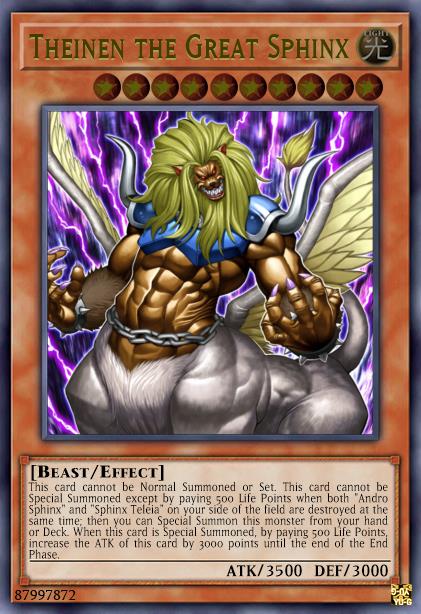 THEINEN THE GREAT SPHINX
LIGHT
光
[BEAST/EFFECT]
This card cannot be Normal Summoned or Set. This card cannot be
Special Summoned except by paying 500 Life Points when both "Andro
Sphinx" and "Sphinx Teleia" on your side of the field are destroyed at
the same time; then you can Special Summon this monster from your hand
or Deck. When this card is Special Summoned, by paying 500 Life Points,
increase the ATK of this card by 3000 points until the end of the End
Phase.
ATK/3500 DEF/3000
87997872